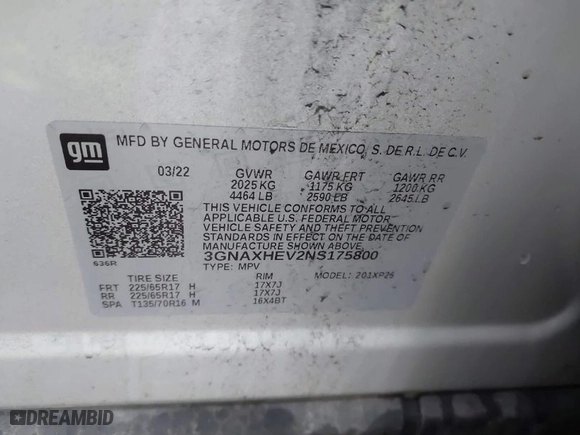 gm MFD BY GENERAL MOTORS DE MEXICO, S. DE R.L. DE C.V.
03/22 GVWR GAWR FRT GAWR RR
2025 KG 1175 KG 1200 KG
4464 LB 2590 LB 2645 LB
THIS VEHICLE CONFORMS TO ALL
APPLICABLE U.S. FEDERAL MOTOR
VEHICLE SAFETY AND THEFT PREVENTION
STANDARDS IN EFFECT ON THE DATE OF
MANUFACTURE SHOWN ABOVE.
3GNAXHEV2NS175800
636R TYPE: MPV MODEL: 201XP26
TIRE SIZE RIM
FRT 225/65R17 H 17X7J
RR 225/65R17 H 17X7J
SPA T135/70R16 M 16X4BT
DREAMBID